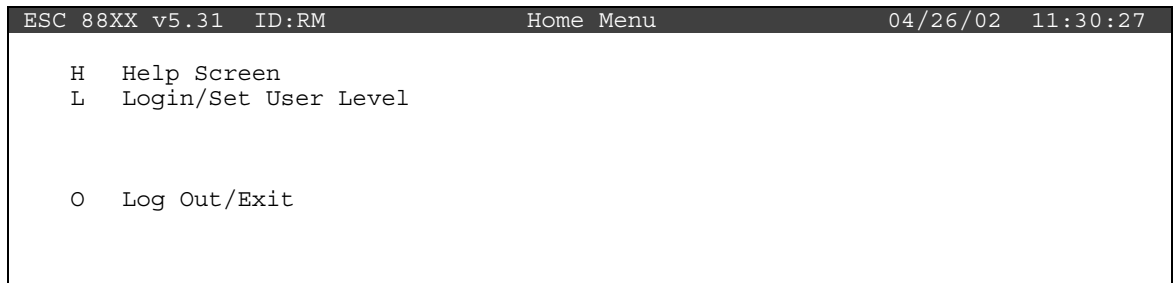 ESC 88XX v5.31 ID:RM Home Menu 04/26/02 11:30:27
H Help Screen
L Login/Set User Level
O Log Out/Exit